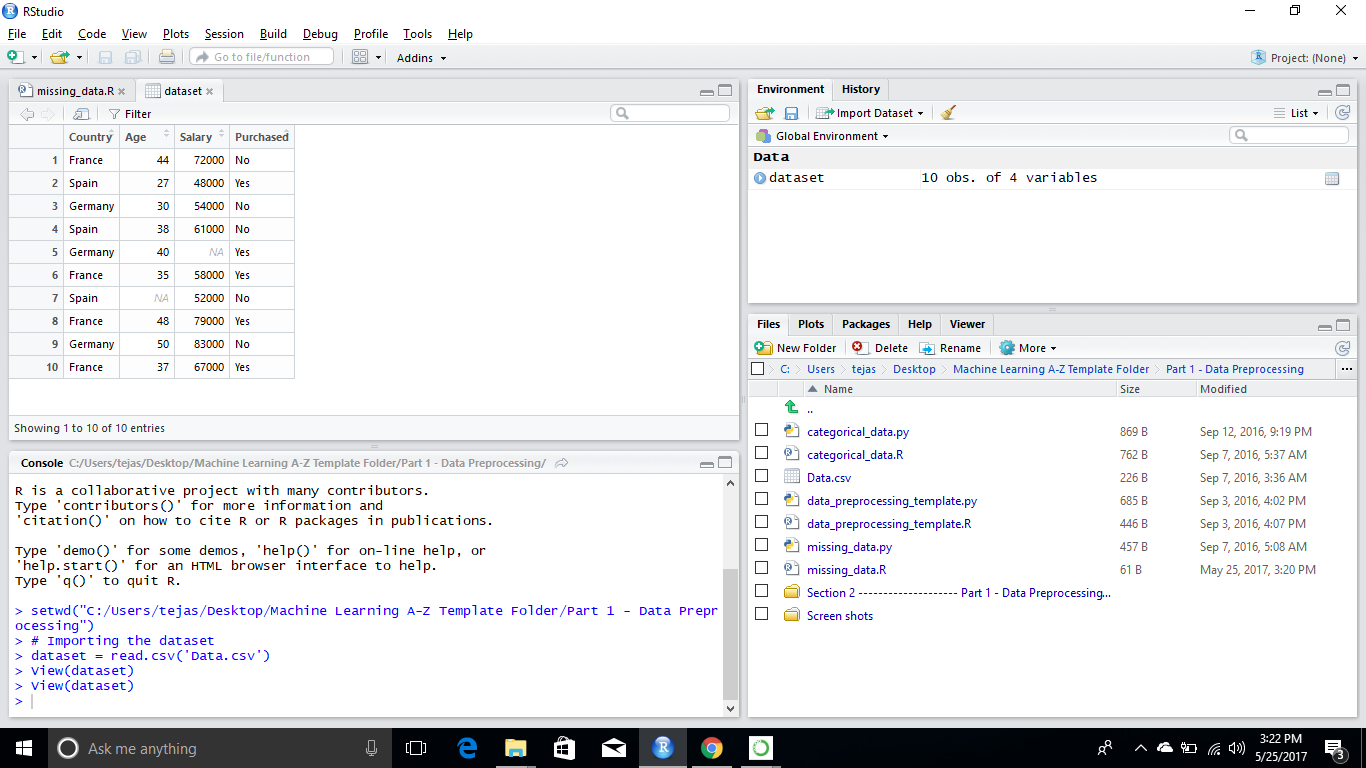 RStudio
File Edit Code View Plots Session Build Debug Profile Tools Help
Go to file/function Addins Project: (None)
missing_data.R dataset
Filter
Country Age Salary Purchased
1 France 44 72000 No
2 Spain 27 48000 Yes
3 Germany 30 54000 No
4 Spain 38 61000 No
5 Germany 40 NA Yes
6 France 35 58000 Yes
7 Spain NA 52000 No
8 France 48 79000 Yes
9 Germany 50 83000 No
10 France 37 67000 Yes
Showing 1 to 10 of 10 entries
Console C:/Users/tejas/Desktop/Machine Learning A-Z Template Folder/Part 1 - Data Preprocessing/
R is a collaborative project with many contributors.
Type 'contributors()' for more information and
'citation()' on how to cite R or R packages in publications.
Type 'demo()' for some demos, 'help()' for on-line help, or
'help.start()' for an HTML browser interface to help.
Type 'q()' to quit R.
> setwd("C:/Users/tejas/Desktop/Machine Learning A-Z Template Folder/Part 1 - Data Prepr
ocessing")
> # Importing the dataset
> dataset = read.csv('Data.csv')
> View(dataset)
> View(dataset)
>
Environment History
Import Dataset List
Global Environment
Data
dataset 10 obs. of 4 variables
Files Plots Packages Help Viewer
New Folder Delete Rename More
C: Users tejas Desktop Machine Learning A-Z Template Folder Part 1 - Data Preprocessing ...
Name Size Modified
..
categorical_data.py 869 B Sep 12, 2016, 9:19 PM
categorical_data.R 762 B Sep 7, 2016, 5:37 AM
Data.csv 226 B Sep 7, 2016, 3:36 AM
data_preprocessing_template.py 685 B Sep 3, 2016, 4:02 PM
data_preprocessing_template.R 446 B Sep 3, 2016, 4:07 PM
missing_data.py 457 B Sep 7, 2016, 5:08 AM
missing_data.R 61 B May 25, 2017, 3:20 PM
Section 2 -------------------- Part 1 - Data Preprocessing...
Screen shots
Ask me anything
3:22 PM
5/25/2017
3